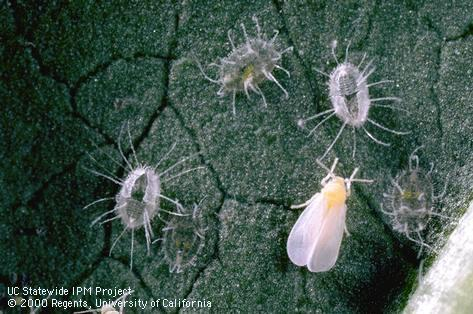 UC Statewide IPM Project
© 2000 Regents, University of California